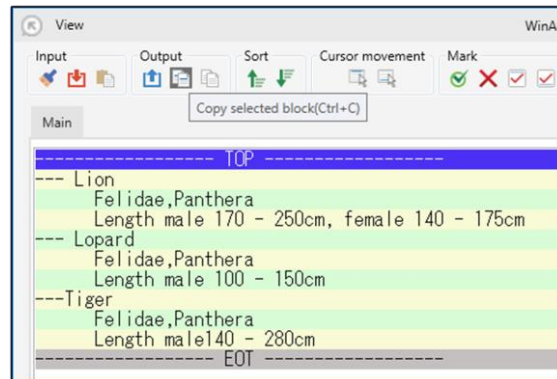 View WinA
Input Output Sort Cursor movement Mark
Copy selected block(Ctrl+C)
Main
------------------ TOP ------------------
--- Lion
Felidae,Panthera
Length male 170 - 250cm, female 140 - 175cm
--- Lopard
Felidae,Panthera
Length male 100 - 150cm
---Tiger
Felidae,Panthera
Length male140 - 280cm
------------------ EOT ------------------